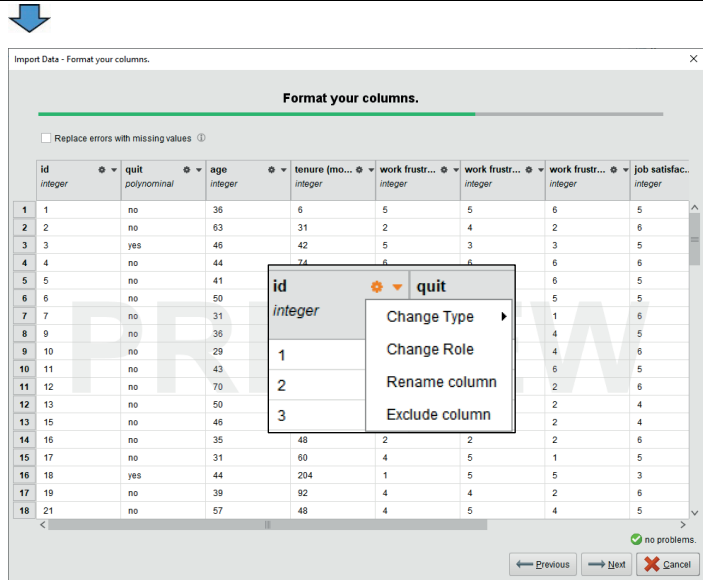 Import Data - Format your columns.
Format your columns.
Replace errors with missing values
id quit age tenure (mo... work frustr... work frustr... work frustr... job satisfac..
integer polynominal integer integer integer integer integer integer
1 1 no 36 6 5 5 6 5
2 2 no 63 31 2 4 2 6
3 3 yes 46 42 5 3 3 5
4 4 no 44 74 6 6 6 6
5 5 no 41 6 5
6 6 no 50 5 5
7 7 no 31 1 6
8 9 no 36 4 5
9 10 no 29 4 6
10 11 no 43 6 5
11 12 no 70 2 6
12 13 no 50 2 4
13 15 no 46 2 4
14 16 no 35 48 2 2 2 6
15 17 no 31 60 4 5 1 5
16 18 yes 44 204 1 5 5 3
17 19 no 39 92 4 4 2 6
18 21 no 57 48 4 5 4 5
id quit
integer
Change Type
Change Role
1
Rename column
2
Exclude column
3
no problems.
Previous Next Cancel